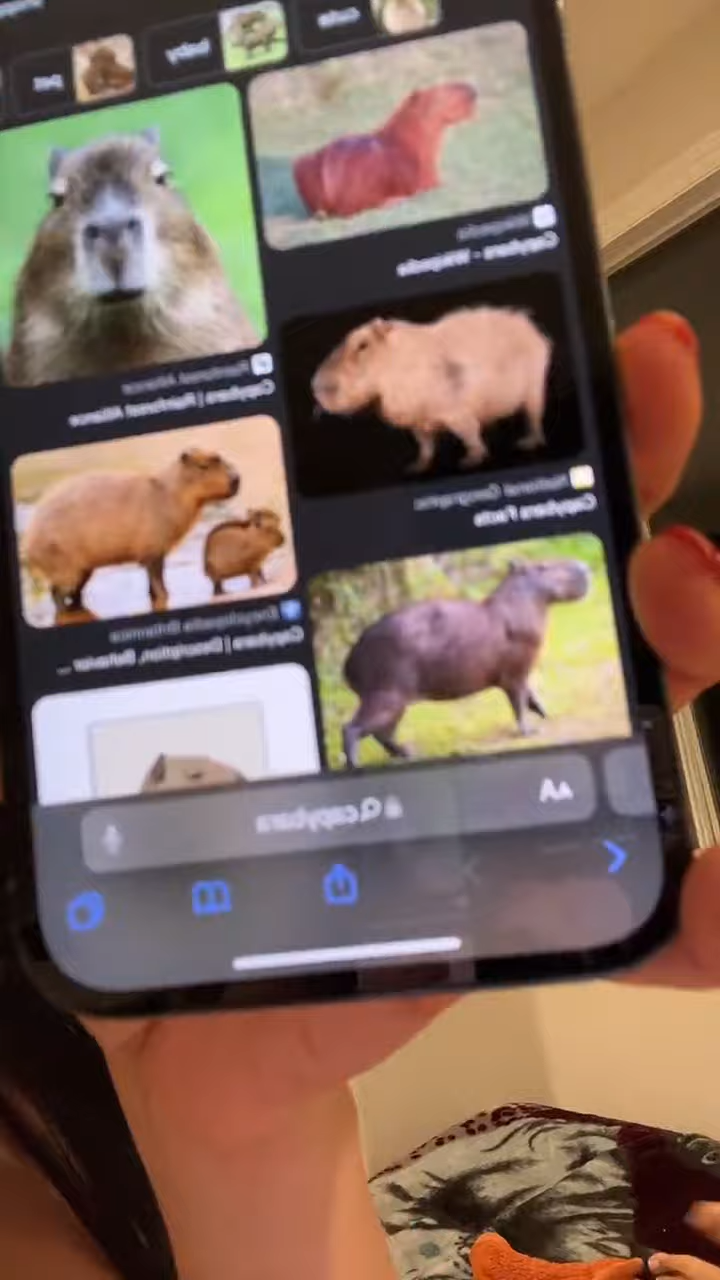 cute
baby
pet
Wikipedia
Capybara - Wikipedia
Rainforest Alliance
Capybara | Rainforest Alliance
National Geographic
Capybara Facts
Encyclopedia Britannica
Capybara | Description, Behavior, ...
AA
capybara